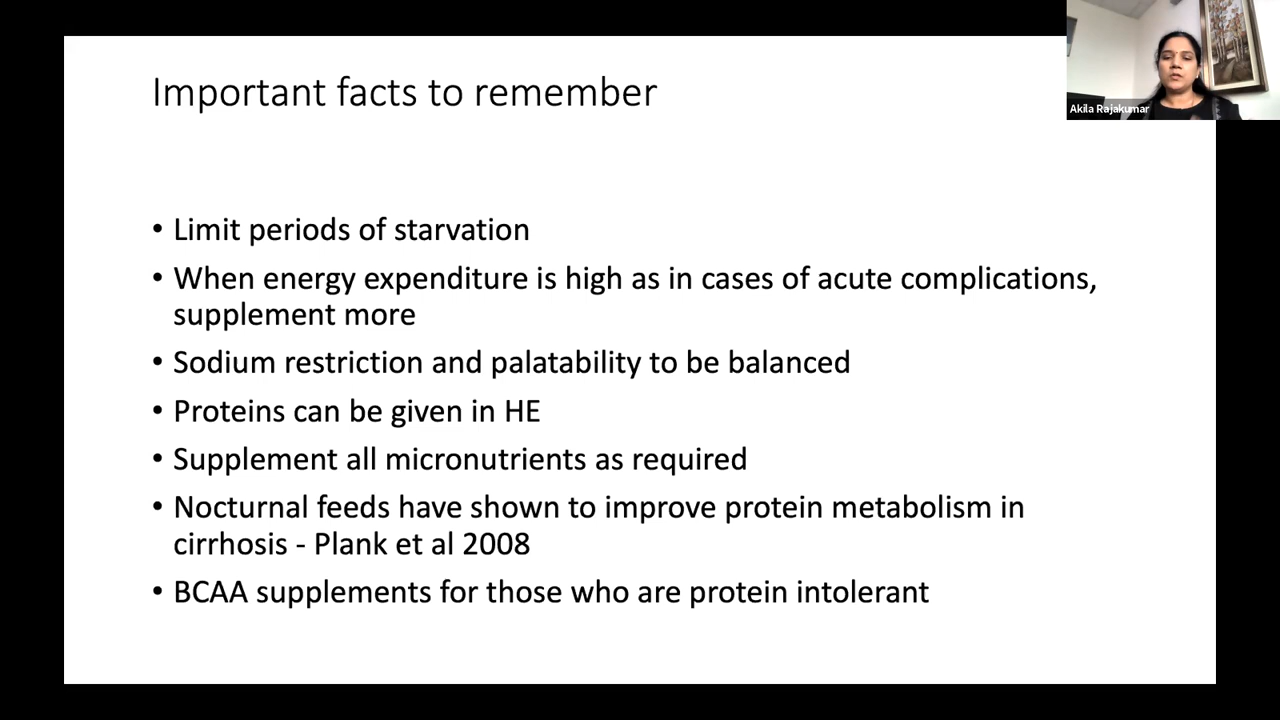 Important facts to remember
Akila Rajakumar
• Limit periods of starvation
• When energy expenditure is high as in cases of acute complications,
supplement more
• Sodium restriction and palatability to be balanced
• Proteins can be given in HE
• Supplement all micronutrients as required
• Nocturnal feeds have shown to improve protein metabolism in
cirrhosis - Plank et al 2008
• BCAA supplements for those who are protein intolerant